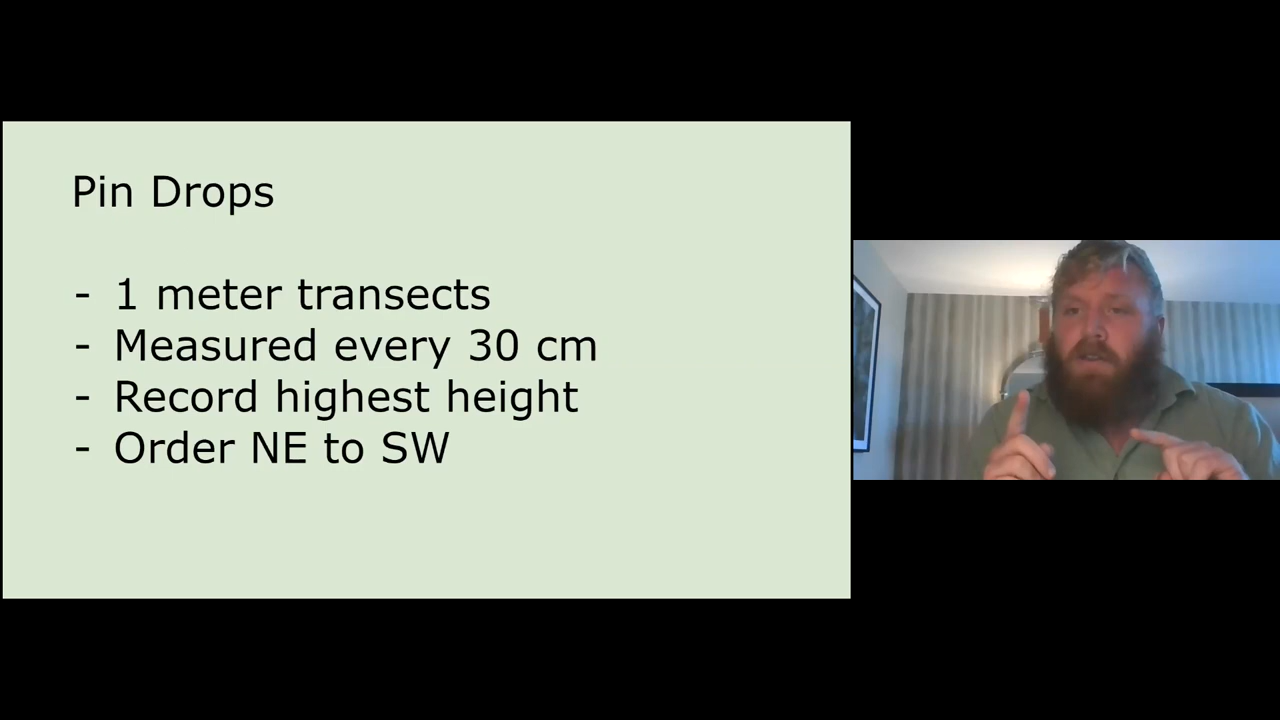 Pin Drops
- 1 meter transects
- Measured every 30 cm
- Record highest height
- Order NE to SW